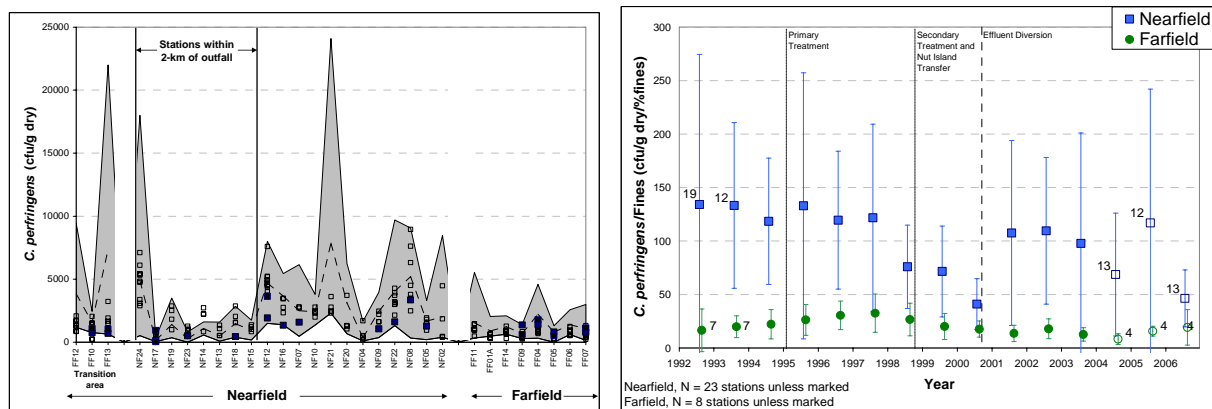 25000
20000
15000
10000
5000
0
C. perfringens (cfu/g dry)
Stations within
2-km of outfall
FF12
FF10
FF13
NF24
NF17
NF19
NF23
NF14
NF13
NF18
NF15
NF12
NF16
NF07
NF10
NF21
NF20
NF04
NF09
NF22
NF08
NF05
NF02
FF11
FF01A
FF14
FF09
FF04
FF05
FF06
FF07
Transition
area
Nearfield
Farfield
Nearfield
Farfield
300
250
200
150
100
50
0
C. perfringens/Fines (cfu/g dry/%fines)
Primary
Treatment
Secondary
Treatment and
Nut Island
Transfer
Effluent Diversion
19
12
7
7
13
12
13
4
4
4
1992 1993 1994 1995 1996 1997 1998 1999 2000 2001 2002 2003 2004 2005 2006
Year
Nearfield, N = 23 stations unless marked
Farfield, N = 8 stations unless marked